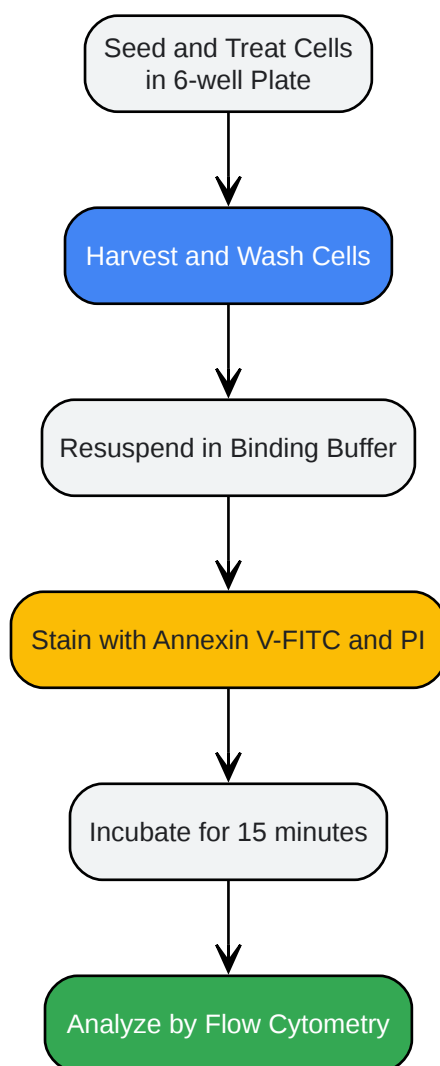 Seed and Treat Cells
in 6-well Plate
Harvest and Wash Cells
Resuspend in Binding Buffer
Stain with Annexin V-FITC and PI
Incubate for 15 minutes
Analyze by Flow Cytometry